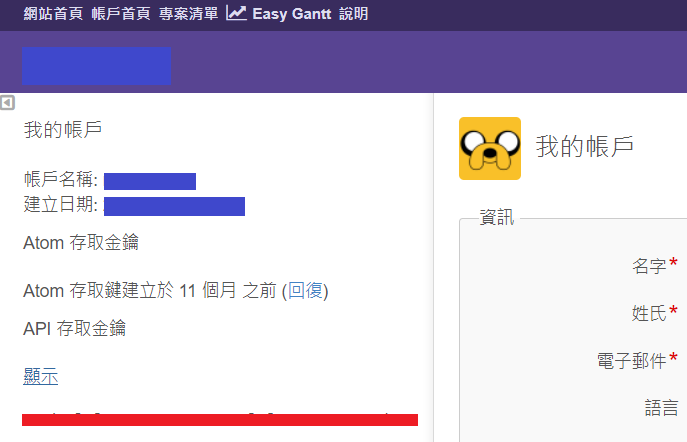 網站首頁 帳戶首頁 專案清單 Easy Gantt 說明
我的帳戶
帳戶名稱:
建立日期:
Atom 存取金鑰
Atom 存取鍵建立於 11 個月 之前 (回復)
API 存取金鑰
顯示
我的帳戶
資訊
名字*
姓氏*
電子郵件*
語言